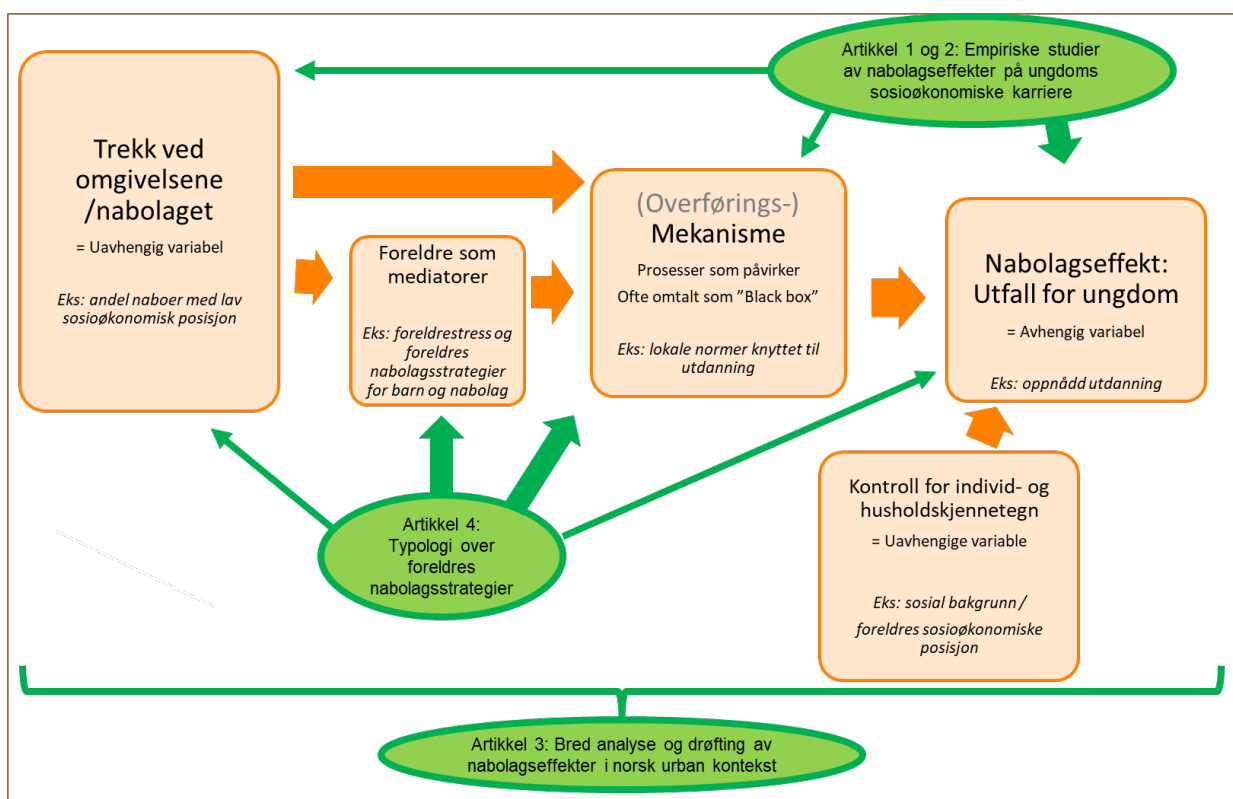 Artikkel 1 og 2: Empiriske studier
av nabolagseffekter på ungdoms
sosioøkonomiske karriere
Trekk ved
omgivelsene
/nabolaget
= Uavhengig variabel
Eks: andel naboer med lav
sosioøkonomisk posisjon
Foreldre som
mediatorer
Eks: foreldrestress og
foreldres
nabolagsstrategier
for barn og nabolag
(Overførings-)
Mekanisme
Prosesser som påvirker
Ofte omtalt som ”Black box”
Eks: lokale normer knyttet til
utdanning
Nabolagseffekt:
Utfall for ungdom
= Avhengig variabel
Eks: oppnådd utdanning
Artikkel 4:
Typologi over
foreldres
nabolagsstrategier
Kontroll for individ- og
husholdskjennetegn
= Uavhengige variable
Eks: sosial bakgrunn /
foreldres sosioøkonomiske
posisjon
Artikkel 3: Bred analyse og drøfting av
nabolagseffekter i norsk urban kontekst